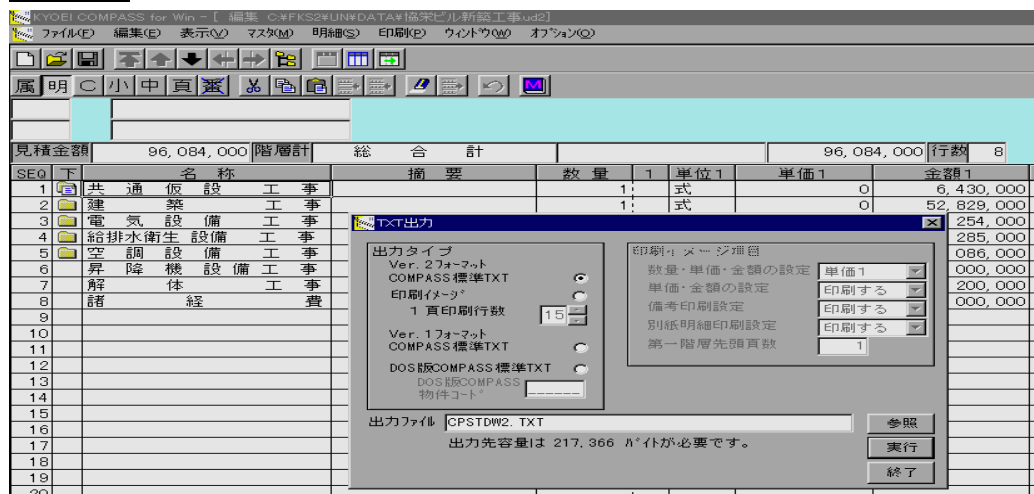 KYOEI COMPASS for Win - [ 編集 C:¥FKS2¥UN¥DATA¥協栄ビル新築工事.ud2]
ファイル(F) 編集(E) 表示(V) マスタ(M) 明細(S) 印刷(P) ウィンドウ(W) オプション(O)
属 明 C 小 中 頁 番 M
見積金額 96,084,000 階層計 総 合 計 96,084,000 行数 8
SEQ 下 名 称 摘 要 数 量 1 単位1 単価1 金額1
1 共 通 仮 設 工 事 1 式 0 6,430,000
2 建 築 工 事 1 式 0 52,829,000
3 電 気 設 備 工 事 254,000
4 給排水衛生 設備 工 事 285,000
5 空 調 設 備 工 事 086,000
6 昇 降 機 設 備 工 事 000,000
7 解 体 工 事 200,000
8 諸 経 費 000,000
9
10
11
12
13
14
15
16
17
18
19
20
TXT出力
出力タイプ
Ver. 2フォーマット
COMPASS標準TXT
印刷イメージ
1 頁印刷行数 15
Ver. 1フォーマット
COMPASS標準TXT
DOS版COMPASS標準TXT
DOS版COMPASS
物件コード ______
印刷イメージ項目
数量・単価・金額の設定 単価1
単価・金額の設定 印刷する
備考印刷設定 印刷する
別紙明細印刷設定 印刷する
第一階層先頭頁数 1
出力ファイル CPSTDW2.TXT 参照
出力先容量は 217,366 バイトが必要です。 実行
終了